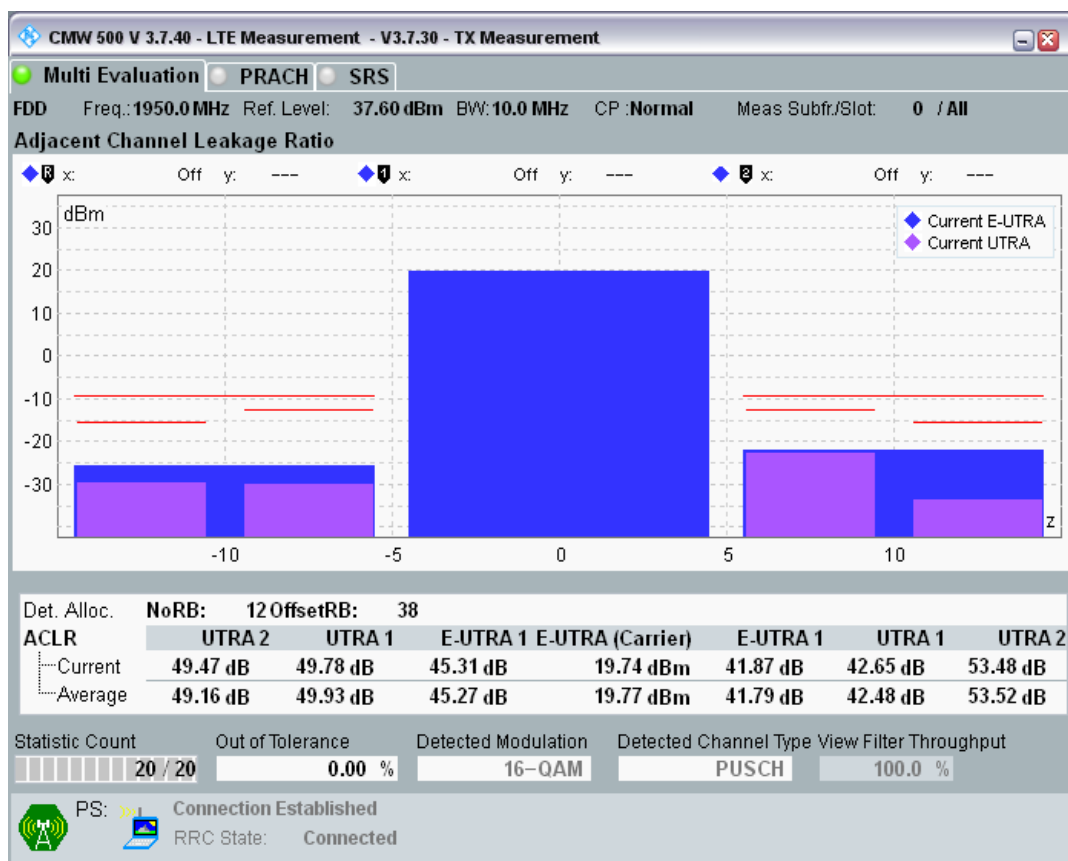 CMW 500 V 3.7.40 - LTE Measurement - V3.7.30 - TX Measurement
Multi Evaluation PRACH SRS
FDD Freq.: 1950.0 MHz Ref. Level: 37.60 dBm BW: 10.0 MHz CP :Normal Meas Subfr./Slot: 0 / All
Adjacent Channel Leakage Ratio
R x: Off y: --- 1 x: Off y: --- 2 x: Off y: ---
dBm
Current E-UTRA
Current UTRA
30
20
10
0
-10
-20
-30
z
-10 -5 0 5 10
Det. Alloc. NoRB: 12 OffsetRB: 38
ACLR UTRA 2 UTRA 1 E-UTRA 1 E-UTRA (Carrier) E-UTRA 1 UTRA 1 UTRA 2
Current 49.47 dB 49.78 dB 45.31 dB 19.74 dBm 41.87 dB 42.65 dB 53.48 dB
Average 49.16 dB 49.93 dB 45.27 dB 19.77 dBm 41.79 dB 42.48 dB 53.52 dB
Statistic Count Out of Tolerance Detected Modulation Detected Channel Type View Filter Throughput
20 / 20 0.00 % 16-QAM PUSCH 100.0 %
PS: Connection Established
RRC State: Connected